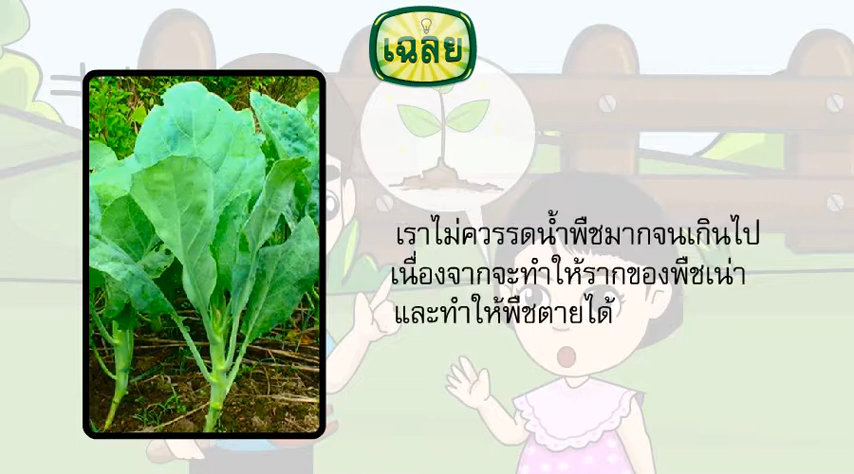 เฉลย
เราไม่ควรรดน้ำพืชมากจนเกินไป
เนื่องจากจะทำให้รากของพืชเน่า
และทำให้พืชตายได้